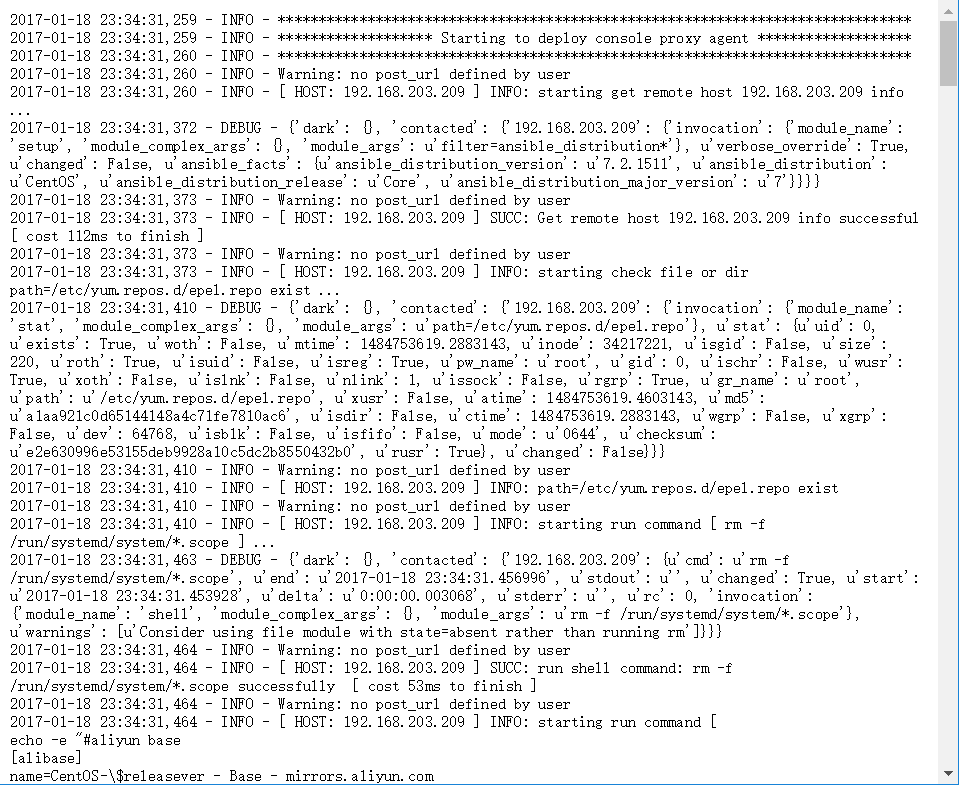 2017-01-18 23:34:31,259 - INFO - ********************************************************************************
2017-01-18 23:34:31,259 - INFO - ******************** Starting to deploy console proxy agent ********************
2017-01-18 23:34:31,260 - INFO - ********************************************************************************
2017-01-18 23:34:31,260 - INFO - Warning: no post_url defined by user
2017-01-18 23:34:31,260 - INFO - [ HOST: 192.168.203.209 ] INFO: starting get remote host 192.168.203.209 info
...
2017-01-18 23:34:31,372 - DEBUG - {'dark': {}, 'contacted': {'192.168.203.209': {'invocation': {'module_name':
'setup', 'module_complex_args': {}, 'module_args': u'filter=ansible_distribution*'}, u'verbose_override': True,
u'changed': False, u'ansible_facts': {u'ansible_distribution_version': u'7.2.1511', u'ansible_distribution':
u'CentOS', u'ansible_distribution_release': u'Core', u'ansible_distribution_major_version': u'7'}}}}
2017-01-18 23:34:31,373 - INFO - Warning: no post_url defined by user
2017-01-18 23:34:31,373 - INFO - [ HOST: 192.168.203.209 ] SUCC: Get remote host 192.168.203.209 info successful
[ cost 112ms to finish ]
2017-01-18 23:34:31,373 - INFO - Warning: no post_url defined by user
2017-01-18 23:34:31,373 - INFO - [ HOST: 192.168.203.209 ] INFO: starting check file or dir
path=/etc/yum.repos.d/epel.repo exist ...
2017-01-18 23:34:31,410 - DEBUG - {'dark': {}, 'contacted': {'192.168.203.209': {'invocation': {'module_name':
'stat', 'module_complex_args': {}, 'module_args': u'path=/etc/yum.repos.d/epel.repo'}, u'stat': {u'uid': 0,
u'exists': True, u'woth': False, u'mtime': 1484753619.2883143, u'inode': 34217221, u'isgid': False, u'size':
220, u'roth': True, u'isuid': False, u'isreg': True, u'pw_name': u'root', u'gid': 0, u'ischr': False, u'wusr':
True, u'xoth': False, u'islnk': False, u'nlink': 1, u'issock': False, u'rgrp': True, u'gr_name': u'root',
u'path': u'/etc/yum.repos.d/epel.repo', u'xusr': False, u'atime': 1484753619.4603143, u'md5':
u'a1aa921c0d65144148a4c71fe7810ac6', u'isdir': False, u'ctime': 1484753619.2883143, u'wgrp': False, u'xgrp':
False, u'dev': 64768, u'isblk': False, u'isfifo': False, u'mode': u'0644', u'checksum':
u'e2e630996e53155deb9928a10c5dc2b8550432b0', u'rusr': True}, u'changed': False}}}
2017-01-18 23:34:31,410 - INFO - Warning: no post_url defined by user
2017-01-18 23:34:31,410 - INFO - [ HOST: 192.168.203.209 ] INFO: path=/etc/yum.repos.d/epel.repo exist
2017-01-18 23:34:31,410 - INFO - Warning: no post_url defined by user
2017-01-18 23:34:31,410 - INFO - [ HOST: 192.168.203.209 ] INFO: starting run command [ rm -f
/run/systemd/system/*.scope ] ...
2017-01-18 23:34:31,463 - DEBUG - {'dark': {}, 'contacted': {'192.168.203.209': {u'cmd': u'rm -f
/run/systemd/system/*.scope', u'end': u'2017-01-18 23:34:31.456996', u'stdout': u'', u'changed': True, u'start':
u'2017-01-18 23:34:31.453928', u'delta': u'0:00:00.003068', u'stderr': u'', u'rc': 0, 'invocation':
{'module_name': 'shell', 'module_complex_args': {}, 'module_args': u'rm -f /run/systemd/system/*.scope'},
u'warnings': [u'Consider using file module with state=absent rather than running rm']}}}
2017-01-18 23:34:31,464 - INFO - Warning: no post_url defined by user
2017-01-18 23:34:31,464 - INFO - [ HOST: 192.168.203.209 ] SUCC: run shell command: rm -f
/run/systemd/system/*.scope successfully  [ cost 53ms to finish ]
2017-01-18 23:34:31,464 - INFO - Warning: no post_url defined by user
2017-01-18 23:34:31,464 - INFO - [ HOST: 192.168.203.209 ] INFO: starting run command [
echo -e "#aliyun base
[alibase]
name=CentOS-\$releasever - Base - mirrors.aliyun.com